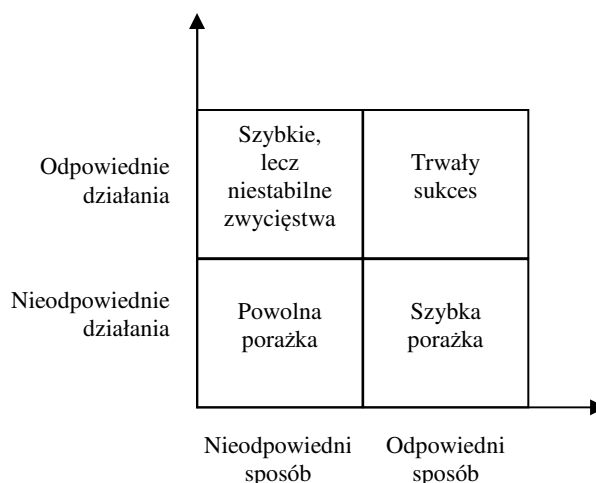 Odpowiednie
działania
Szybkie,
lecz
niestabilne
zwycięstwa
Trwały
sukces
Nieodpowiednie
działania
Powolna
porażka
Szybka
porażka
Nieodpowiedni
sposób
Odpowiedni
sposób